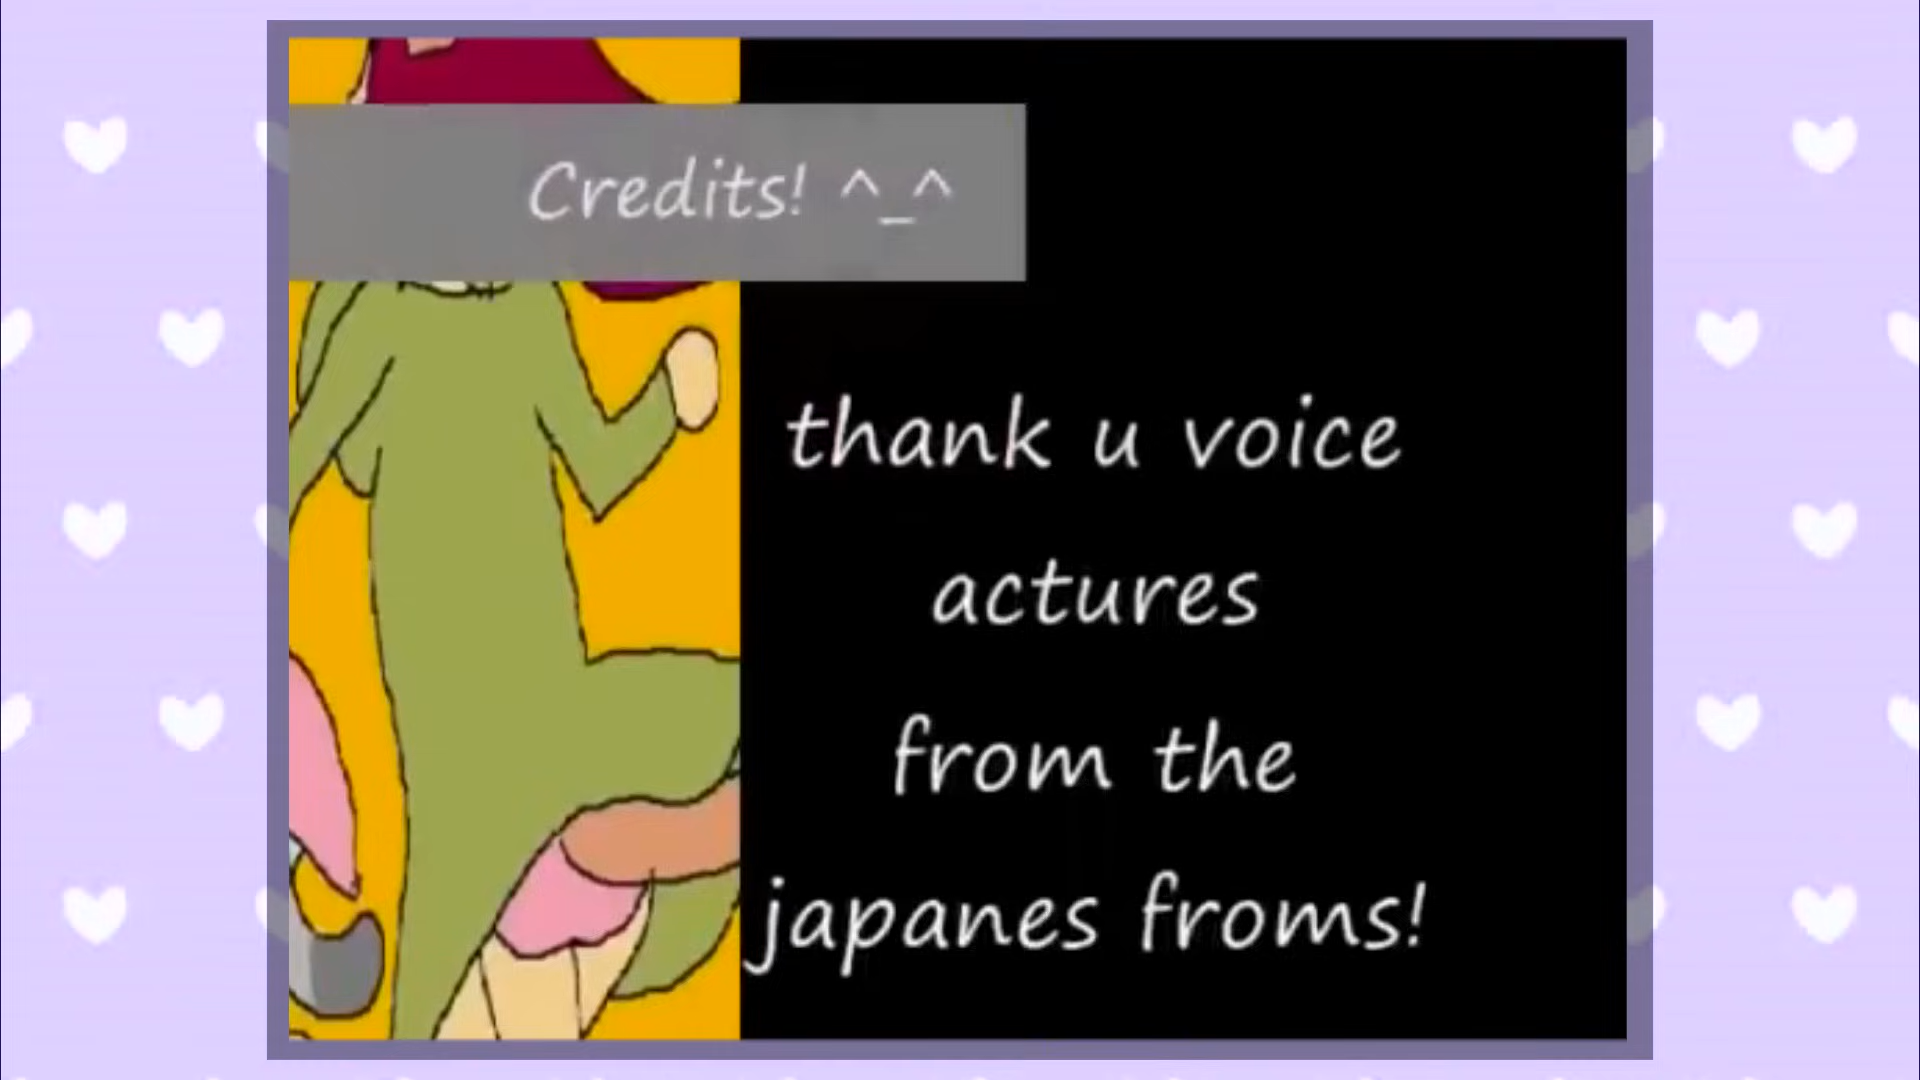 Credits! ^_^
thank u voice
actures
from the
japanes froms!